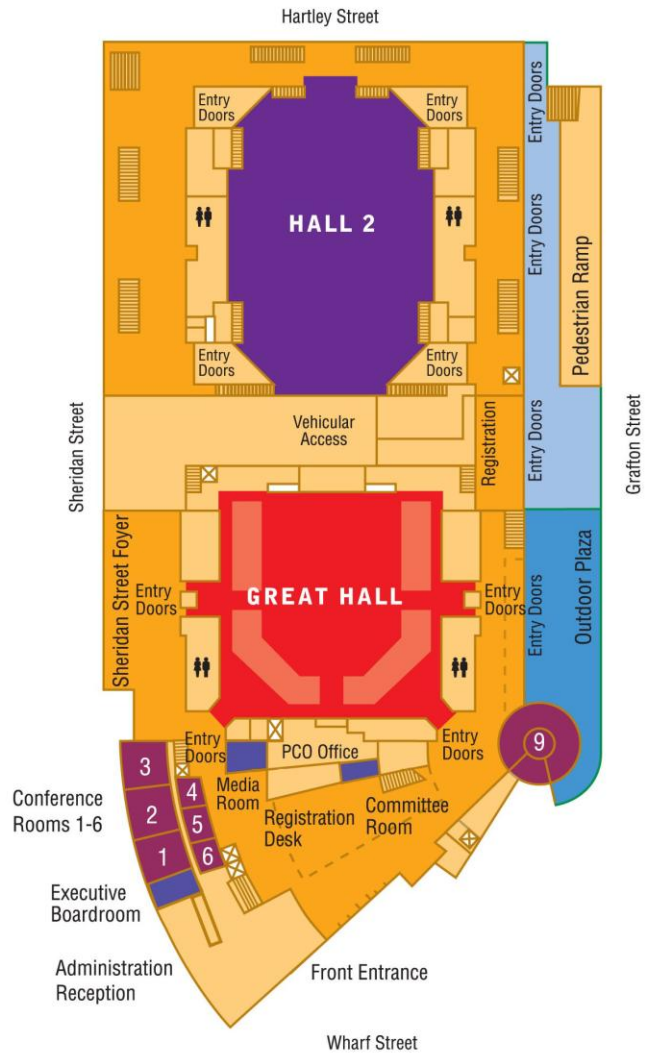 Hartley Street
Entry
Doors
Entry
Doors
Entry Doors
HALL 2
Entry Doors
Pedestrian Ramp
Entry
Doors
Entry
Doors
Sheridan Street
Vehicular
Access
Registration
Entry Doors
Grafton Street
Sheridan Street Foyer
Entry
Doors
GREAT HALL
Entry
Doors
Entry Doors
Outdoor Plaza
Entry
Doors
PCO Office
Entry
Doors
9
3
2
1
4
5
6
Media
Room
Registration
Desk
Committee
Room
Conference
Rooms 1-6
Executive
Boardroom
Administration
Reception
Front Entrance
Wharf Street